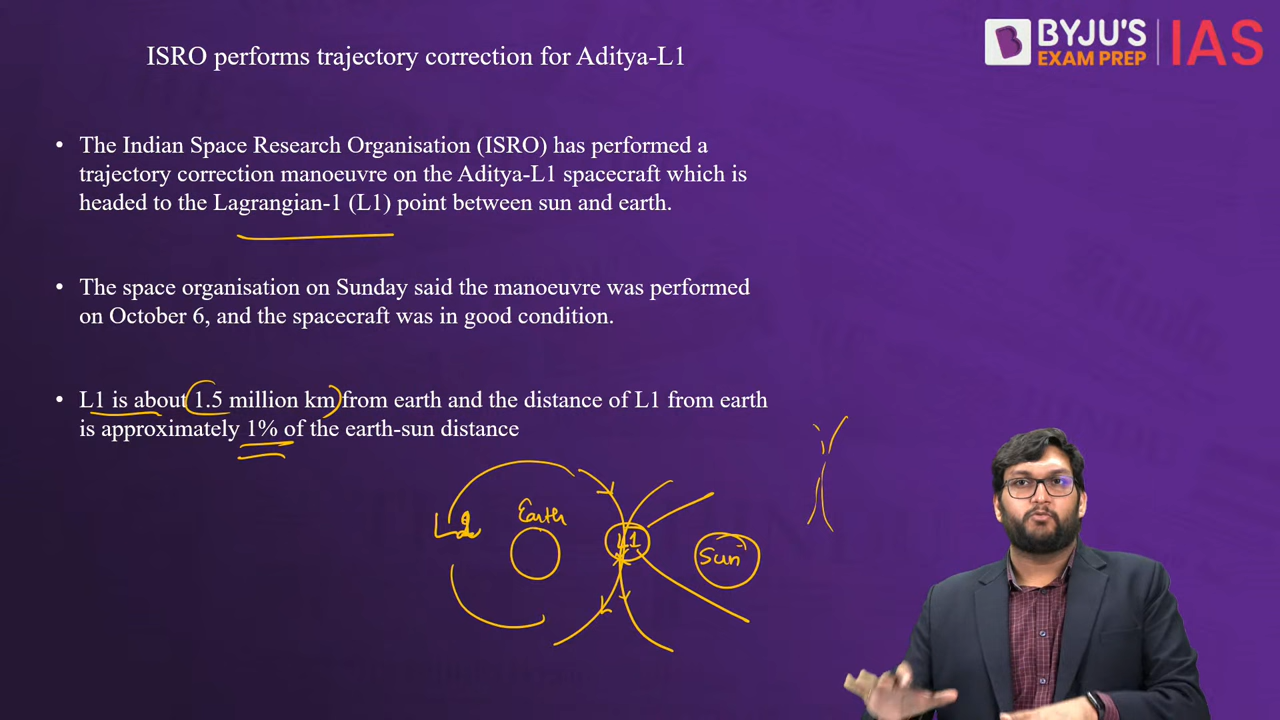 ISRO performs trajectory correction for Aditya-L1
BYJU'S
EXAM PREP
IAS
• The Indian Space Research Organisation (ISRO) has performed a
trajectory correction manoeuvre on the Aditya-L1 spacecraft which is
headed to the Lagrangian-1 (L1) point between sun and earth.
• The space organisation on Sunday said the manoeuvre was performed
on October 6, and the spacecraft was in good condition.
• L1 is about 1.5 million km from earth and the distance of L1 from earth
is approximately 1% of the earth-sun distance
Earth
L2
L1
Sun